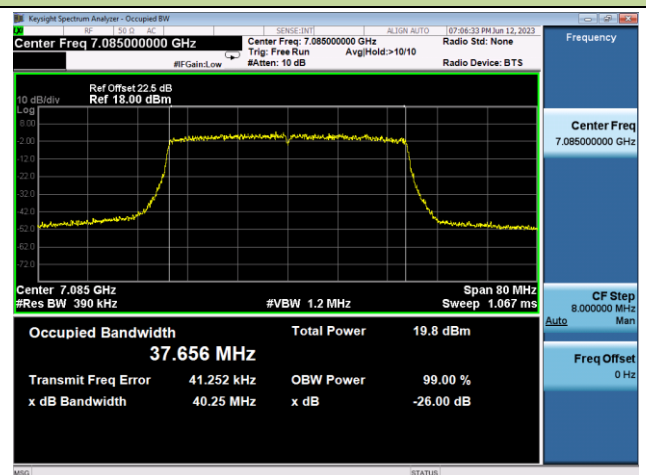 Keysight Spectrum Analyzer - Occupied BW
RF 50 Ω AC SENSE:INT ALIGN AUTO 07:06:33 PM Jun 12, 2023
Center Freq 7.085000000 GHz
Center Freq: 7.085000000 GHz Radio Std: None
Trig: Free Run Avg|Hold:>10/10
#IFGain:Low #Atten: 10 dB Radio Device: BTS
Frequency
Ref Offset 22.5 dB
10 dB/div Ref 18.00 dBm
Log
8.00
-2.00
-12.0
-22.0
-32.0
-42.0
-52.0
-62.0
-72.0
Center 7.085 GHz Span 80 MHz
#Res BW 390 kHz #VBW 1.2 MHz Sweep 1.067 ms
Center Freq
7.085000000 GHz
CF Step
8.000000 MHz
Auto Man
Freq Offset
0 Hz
Occupied Bandwidth Total Power 19.8 dBm
37.656 MHz
Transmit Freq Error 41.252 kHz OBW Power 99.00 %
x dB Bandwidth 40.25 MHz x dB -26.00 dB
MSG STATUS